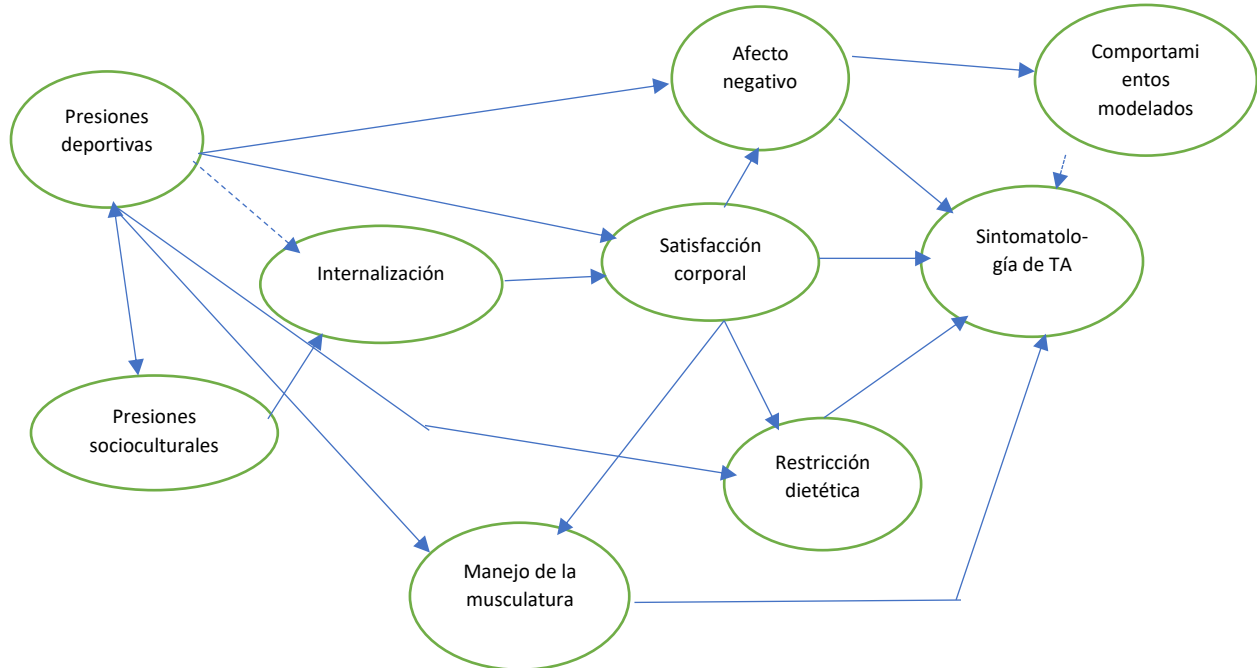 Afecto
negativo
Comportami
entos
modelados
Presiones
deportivas
Internalización
Satisfacción
corporal
Sintomatolo-
gía de TA
Presiones
socioculturales
Restricción
dietética
Manejo de la
musculatura